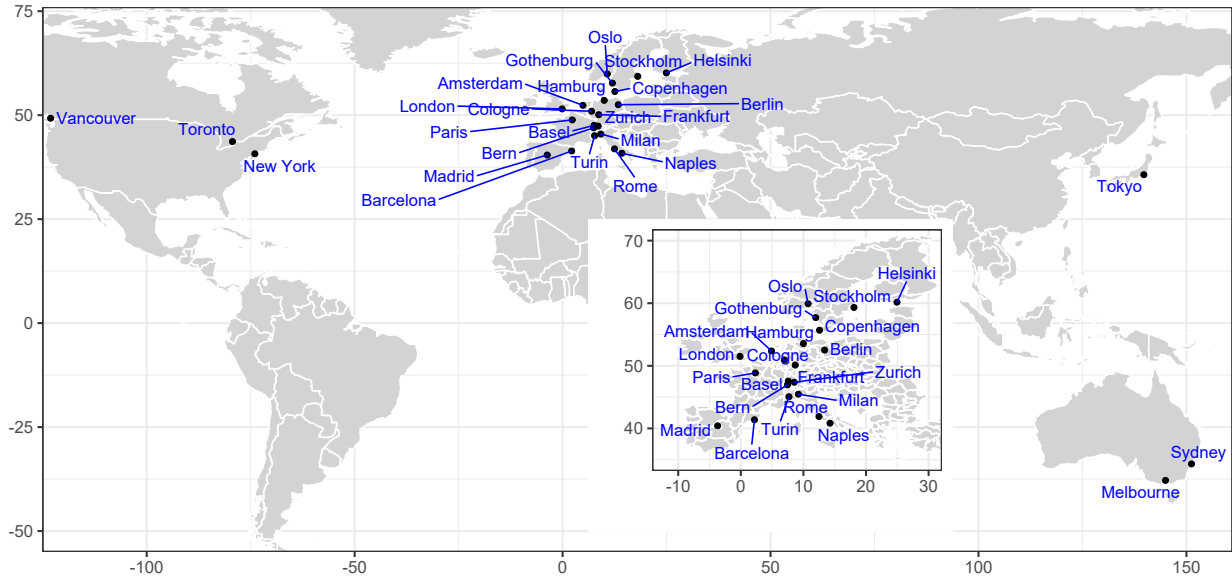 75
50
25
0
-25
-50
-100
-50
0
50
100
150
Oslo
Gothenburg
Stockholm
Helsinki
Amsterdam
Hamburg
Copenhagen
London
Cologne
Berlin
Vancouver
Toronto
Paris
Basel
Zurich
Frankfurt
New York
Bern
Turin
Milan
Naples
Madrid
Rome
Barcelona
Tokyo
Sydney
Melbourne
70
60
50
40
-10
0
10
20
30
Helsinki
Oslo
Stockholm
Gothenburg
Copenhagen
Amsterdam
Hamburg
London
Cologne
Berlin
Paris
Basel
Frankfurt
Zurich
Bern
Rome
Milan
Madrid
Turin
Naples
Barcelona